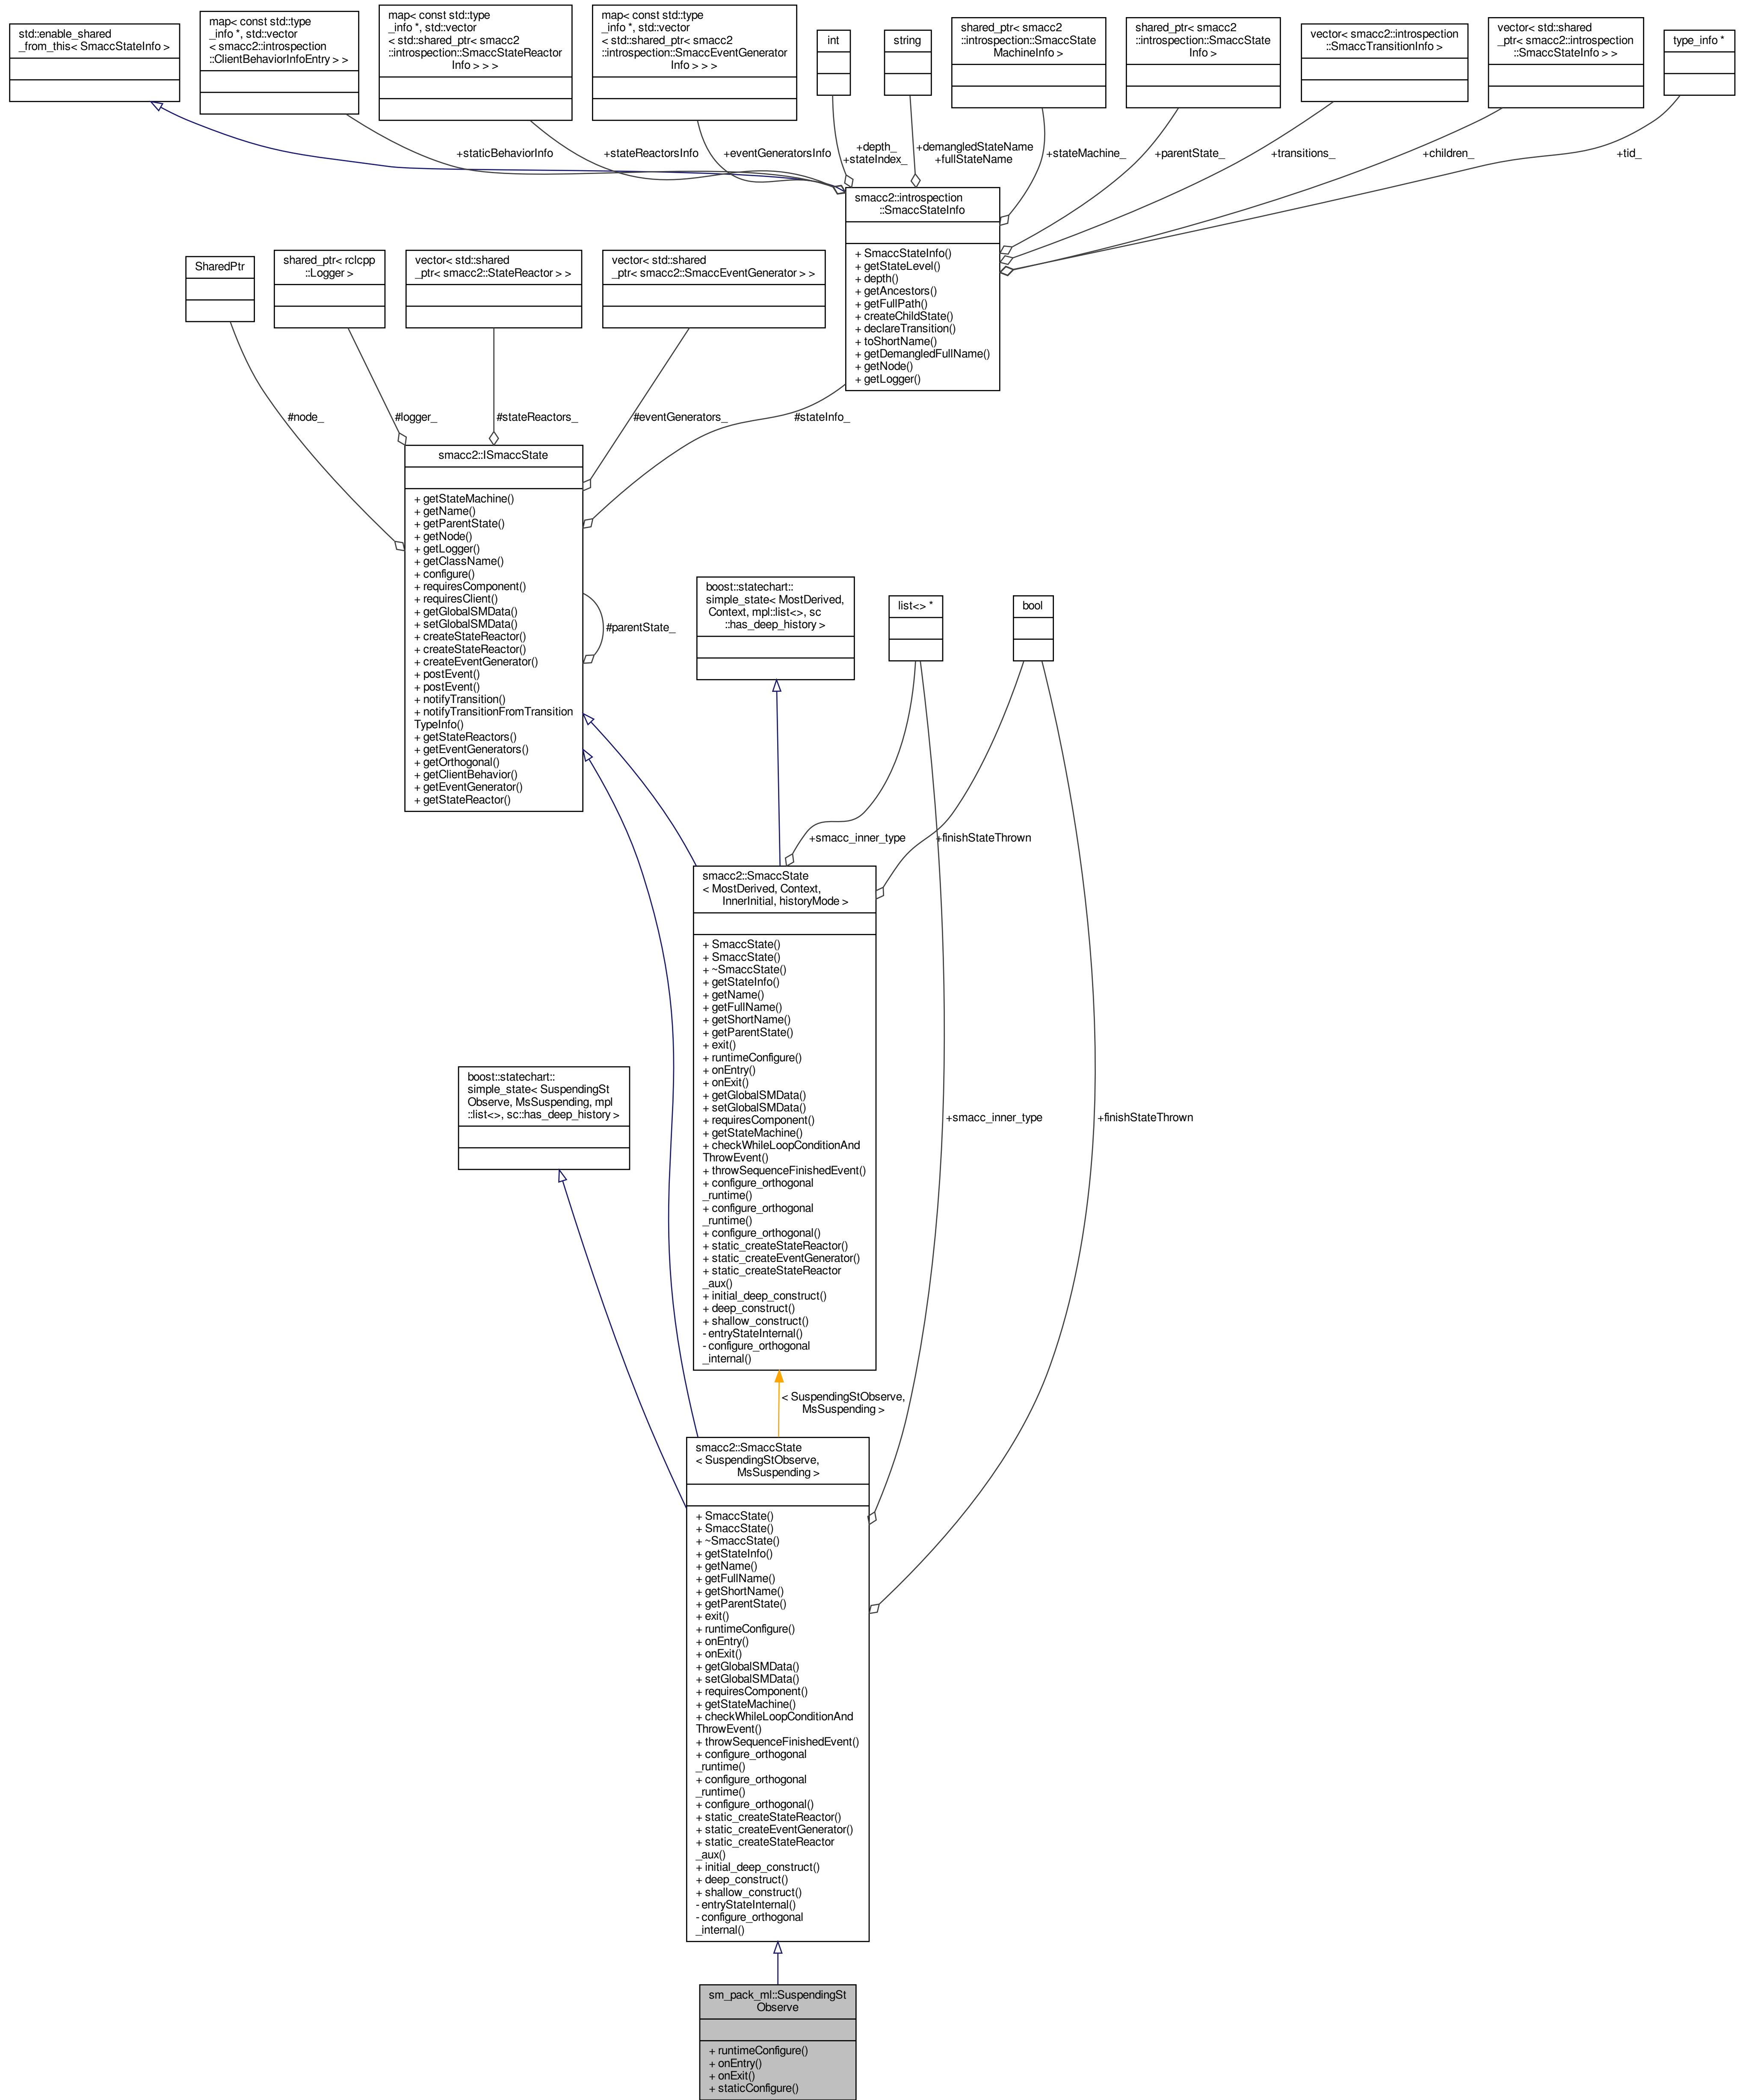 std::enable_shared
_from_this< SmaccStateInfo >
map< const std::type
_info *, std::vector
< smacc2::introspection
::ClientBehaviorInfoEntry > >
map< const std::type
_info *, std::vector
< std::shared_ptr< smacc2
::introspection::SmaccStateReactor
Info > > >
map< const std::type
_info *, std::vector
< std::shared_ptr< smacc2
::introspection::SmaccEventGenerator
Info > > >
int
string
shared_ptr< smacc2
::introspection::SmaccState
MachineInfo >
shared_ptr< smacc2
::introspection::SmaccState
Info >
vector< smacc2::introspection
::SmaccTransitionInfo >
vector< std::shared
_ptr< smacc2::introspection
::SmaccStateInfo > >
type_info *
+staticBehaviorInfo
+stateReactorsInfo
+eventGeneratorsInfo
+depth_
+stateIndex_
+demangledStateName
+fullStateName
+stateMachine_
+parentState_
+transitions_
+children_
+tid_
smacc2::introspection
::SmaccStateInfo
+ SmaccStateInfo()
+ getStateLevel()
+ depth()
+ getAncestors()
+ getFullPath()
+ createChildState()
+ declareTransition()
+ toShortName()
+ getDemangledFullName()
+ getNode()
+ getLogger()
SharedPtr
shared_ptr< rclcpp
::Logger >
vector< std::shared
_ptr< smacc2::StateReactor > >
vector< std::shared
_ptr< smacc2::SmaccEventGenerator > >
#node_
#logger_
#stateReactors_
#eventGenerators_
#stateInfo_
smacc2::ISmaccState
+ getStateMachine()
+ getName()
+ getParentState()
+ getNode()
+ getLogger()
+ getClassName()
+ configure()
+ requiresComponent()
+ requiresClient()
+ getGlobalSMData()
+ setGlobalSMData()
+ createStateReactor()
+ createStateReactor()
+ createEventGenerator()
+ postEvent()
+ postEvent()
+ notifyTransition()
+ notifyTransitionFromTransition
TypeInfo()
+ getStateReactors()
+ getEventGenerators()
+ getOrthogonal()
+ getClientBehavior()
+ getEventGenerator()
+ getStateReactor()
#parentState_
boost::statechart::
simple_state< MostDerived,
Context, mpl::list<>, sc
::has_deep_history >
list<> *
bool
+smacc_inner_type
+finishStateThrown
smacc2::SmaccState
< MostDerived, Context,
InnerInitial, historyMode >
+ SmaccState()
+ SmaccState()
+ ~SmaccState()
+ getStateInfo()
+ getName()
+ getFullName()
+ getShortName()
+ getParentState()
+ exit()
+ runtimeConfigure()
+ onEntry()
+ onExit()
+ getGlobalSMData()
+ setGlobalSMData()
+ requiresComponent()
+ getStateMachine()
+ checkWhileLoopConditionAnd
ThrowEvent()
+ throwSequenceFinishedEvent()
+ configure_orthogonal
_runtime()
+ configure_orthogonal
_runtime()
+ configure_orthogonal()
+ static_createStateReactor()
+ static_createEventGenerator()
+ static_createStateReactor
_aux()
+ initial_deep_construct()
+ deep_construct()
+ shallow_construct()
- entryStateInternal()
- configure_orthogonal
_internal()
boost::statechart::
simple_state< SuspendingSt
Observe, MsSuspending, mpl
::list<>, sc::has_deep_history >
+smacc_inner_type
+finishStateThrown
< SuspendingStObserve,
MsSuspending >
smacc2::SmaccState
< SuspendingStObserve,
MsSuspending >
+ SmaccState()
+ SmaccState()
+ ~SmaccState()
+ getStateInfo()
+ getName()
+ getFullName()
+ getShortName()
+ getParentState()
+ exit()
+ runtimeConfigure()
+ onEntry()
+ onExit()
+ getGlobalSMData()
+ setGlobalSMData()
+ requiresComponent()
+ getStateMachine()
+ checkWhileLoopConditionAnd
ThrowEvent()
+ throwSequenceFinishedEvent()
+ configure_orthogonal
_runtime()
+ configure_orthogonal
_runtime()
+ configure_orthogonal()
+ static_createStateReactor()
+ static_createEventGenerator()
+ static_createStateReactor
_aux()
+ initial_deep_construct()
+ deep_construct()
+ shallow_construct()
- entryStateInternal()
- configure_orthogonal
_internal()
sm_pack_ml::SuspendingSt
Observe
+ runtimeConfigure()
+ onEntry()
+ onExit()
+ staticConfigure()